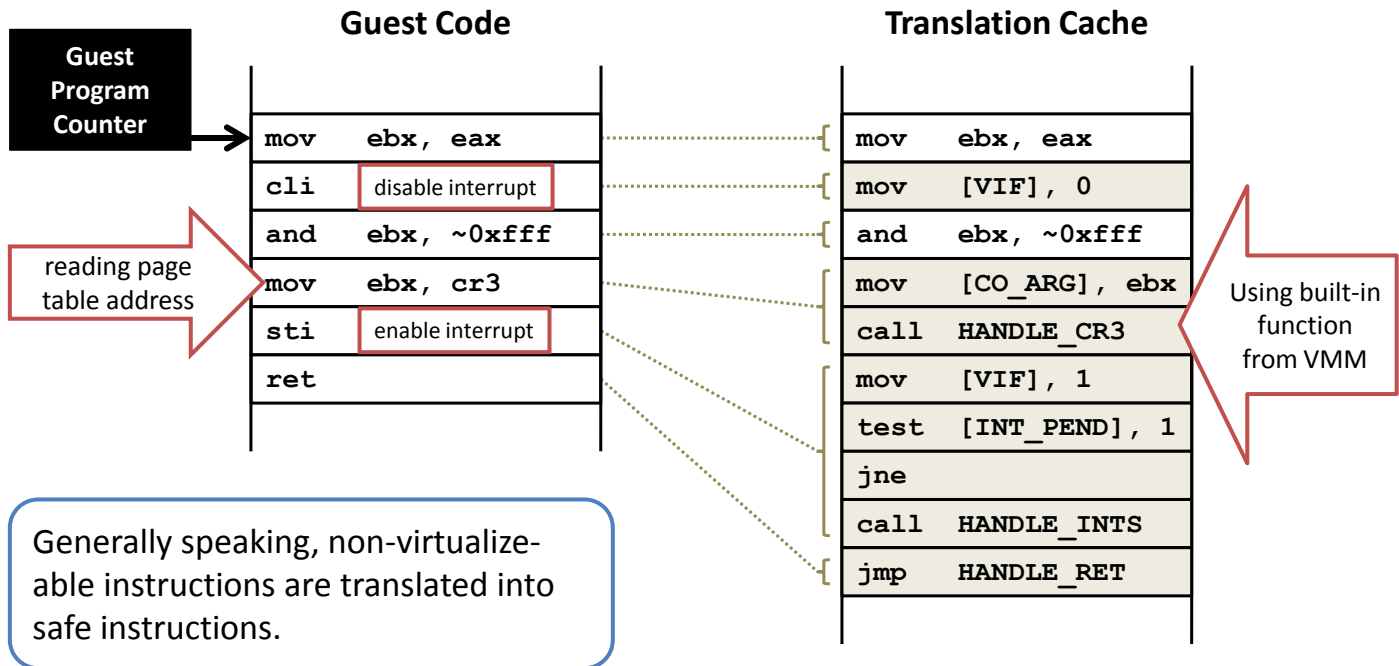 Guest Code
Translation Cache
Guest
Program
Counter
mov ebx, eax
cli disable interrupt
and ebx, ~0xfff
mov ebx, cr3
sti enable interrupt
ret
reading page
table address
mov ebx, eax
mov [VIF], 0
and ebx, ~0xfff
mov [CO_ARG], ebx
call HANDLE_CR3
mov [VIF], 1
test [INT_PEND], 1
jne
call HANDLE_INTS
jmp HANDLE_RET
Using built-in
function
from VMM
Generally speaking, non-virtualize-
able instructions are translated into
safe instructions.